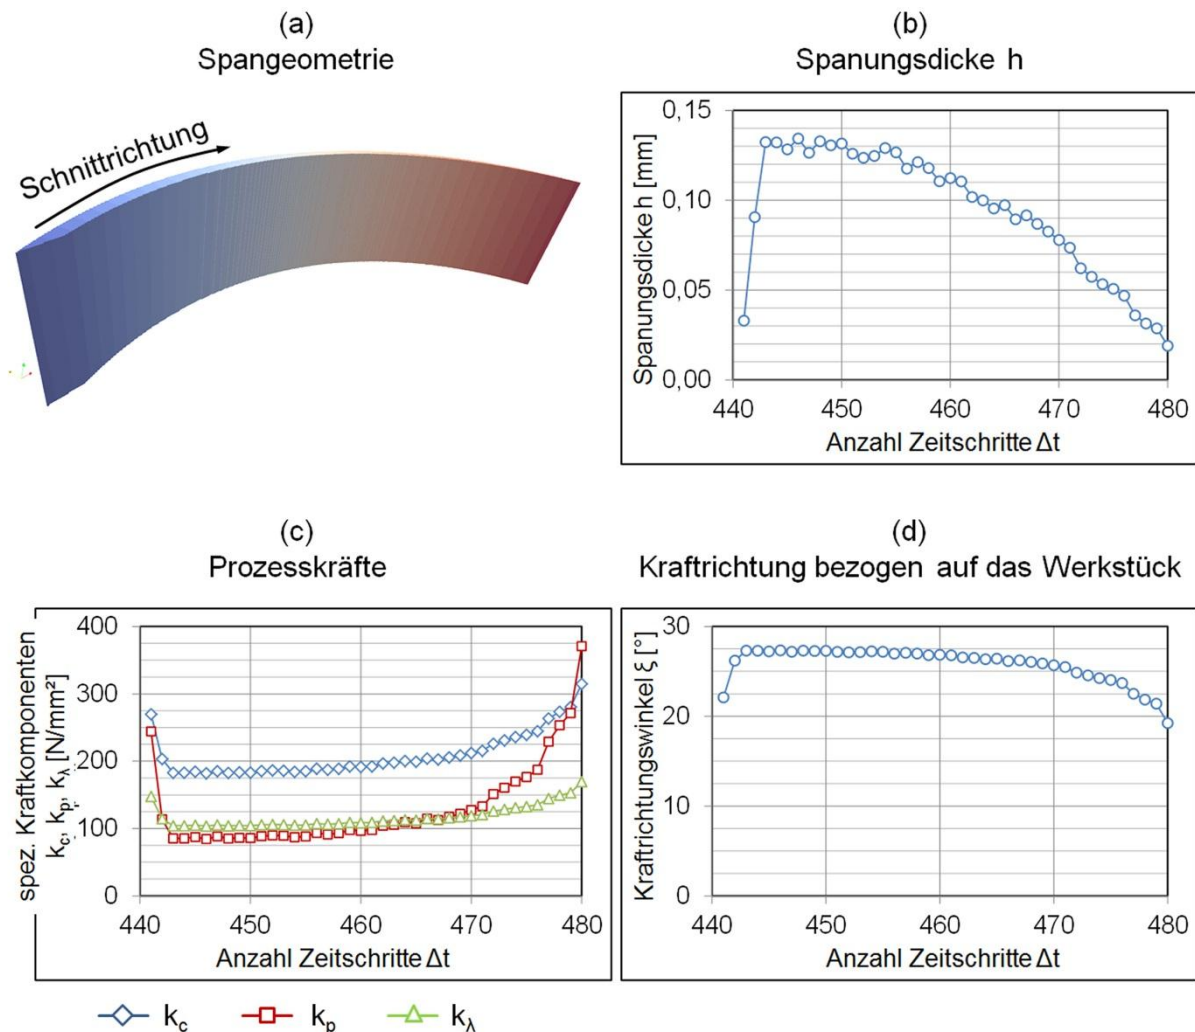 (a)
Spangeometrie
Schnittrichtung
(b)
Spanungsdicke h
Spanungsdicke h [mm]
0,15
0,10
0,05
0,00
440 450 460 470 480
Anzahl Zeitschritte Δt
(c)
Prozesskräfte
spez. Kraftkomponenten
k_c, k_p, k_λ [N/mm²]
400
300
200
100
0
440 450 460 470 480
Anzahl Zeitschritte Δt
k_c k_p k_λ
(d)
Kraftrichtung bezogen auf das Werkstück
Kraftrichtungswinkel ξ [°]
30
20
10
0
440 450 460 470 480
Anzahl Zeitschritte Δt